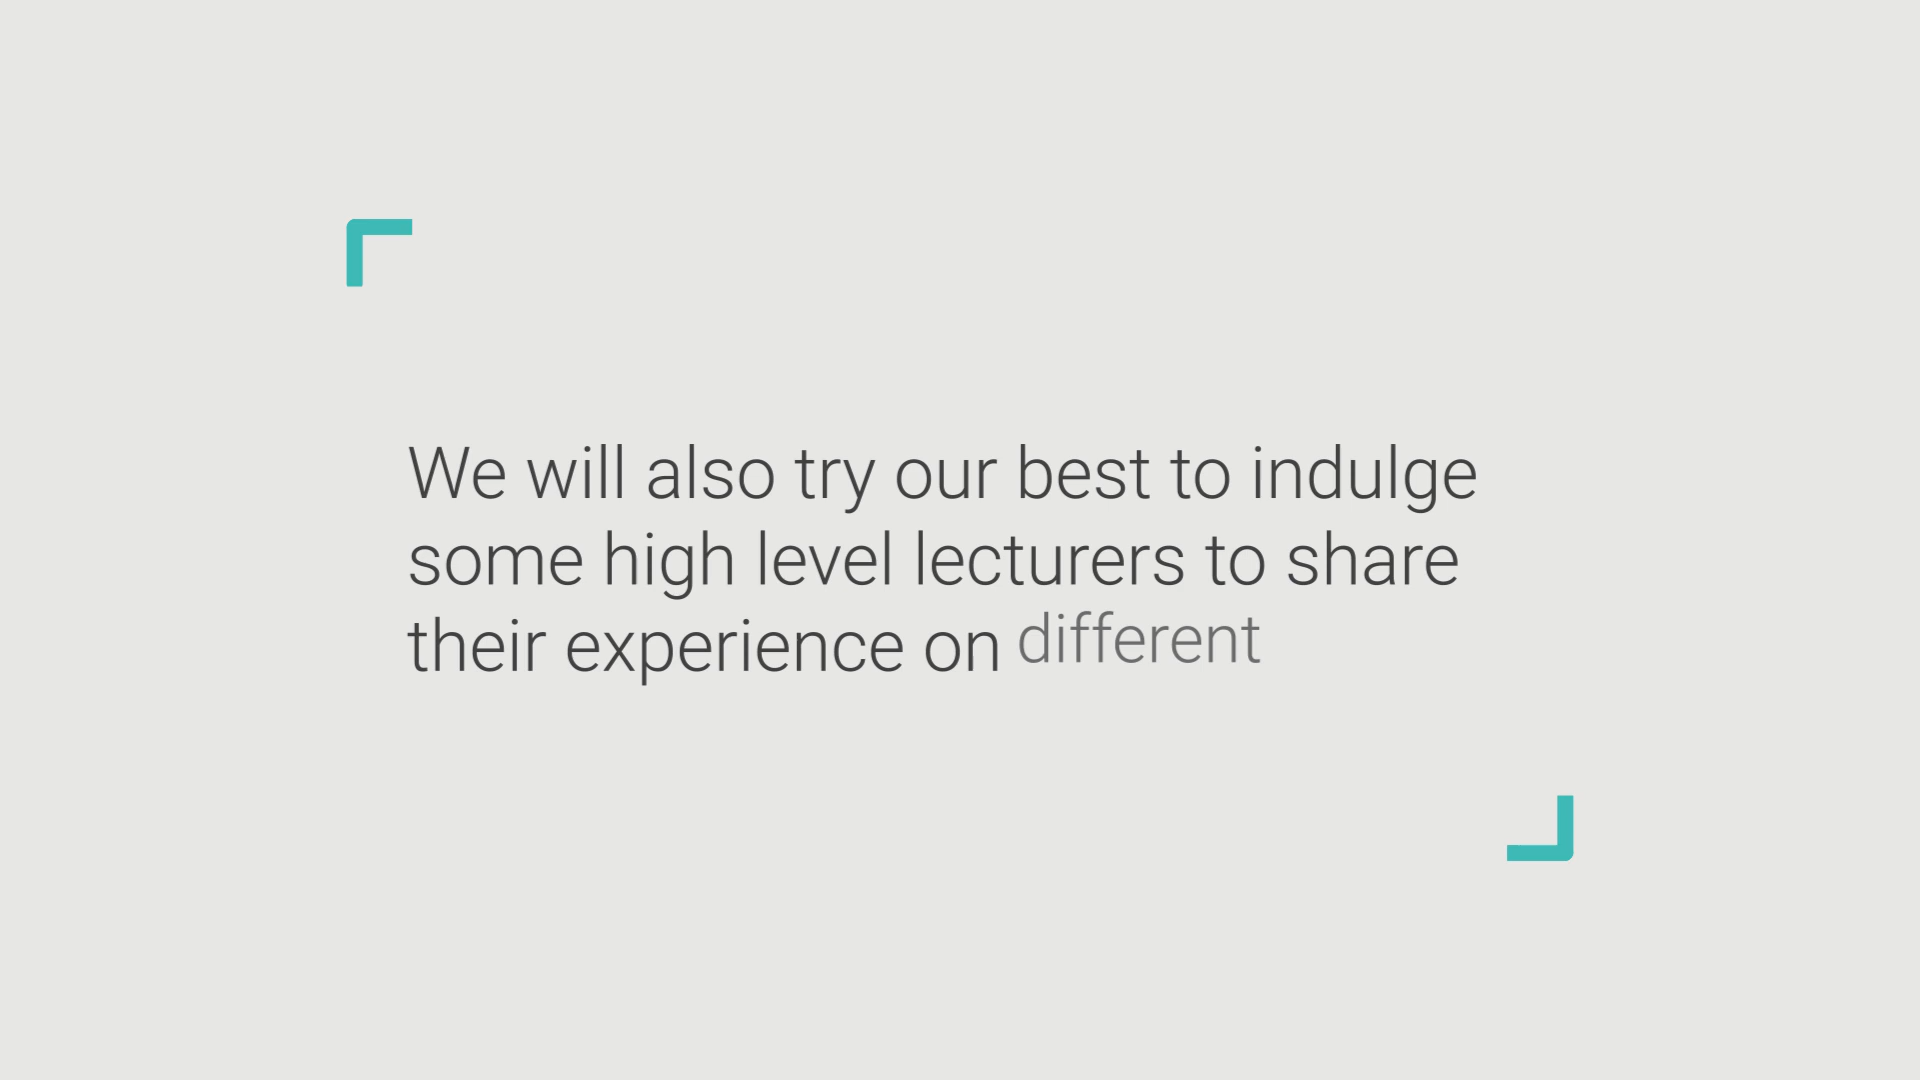 We will also try our best to indulge
some high level lecturers to share
their experience on different